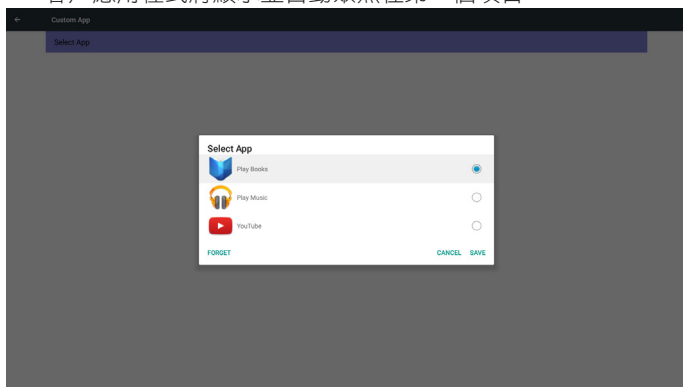 ← Custom App
Select App
Select App
Play Books
Play Music
YouTube
FORGET CANCEL SAVE